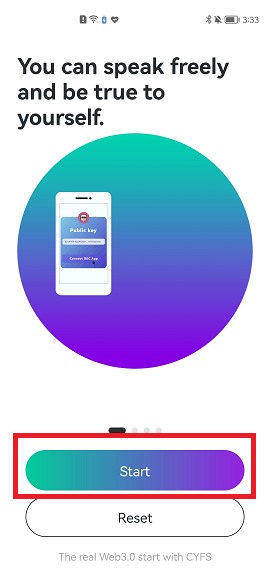 3:33
You can speak freely
and be true to
yourself.
Public key
Connect DEC App
Start
Reset
The real Web3.0 start with CYFS